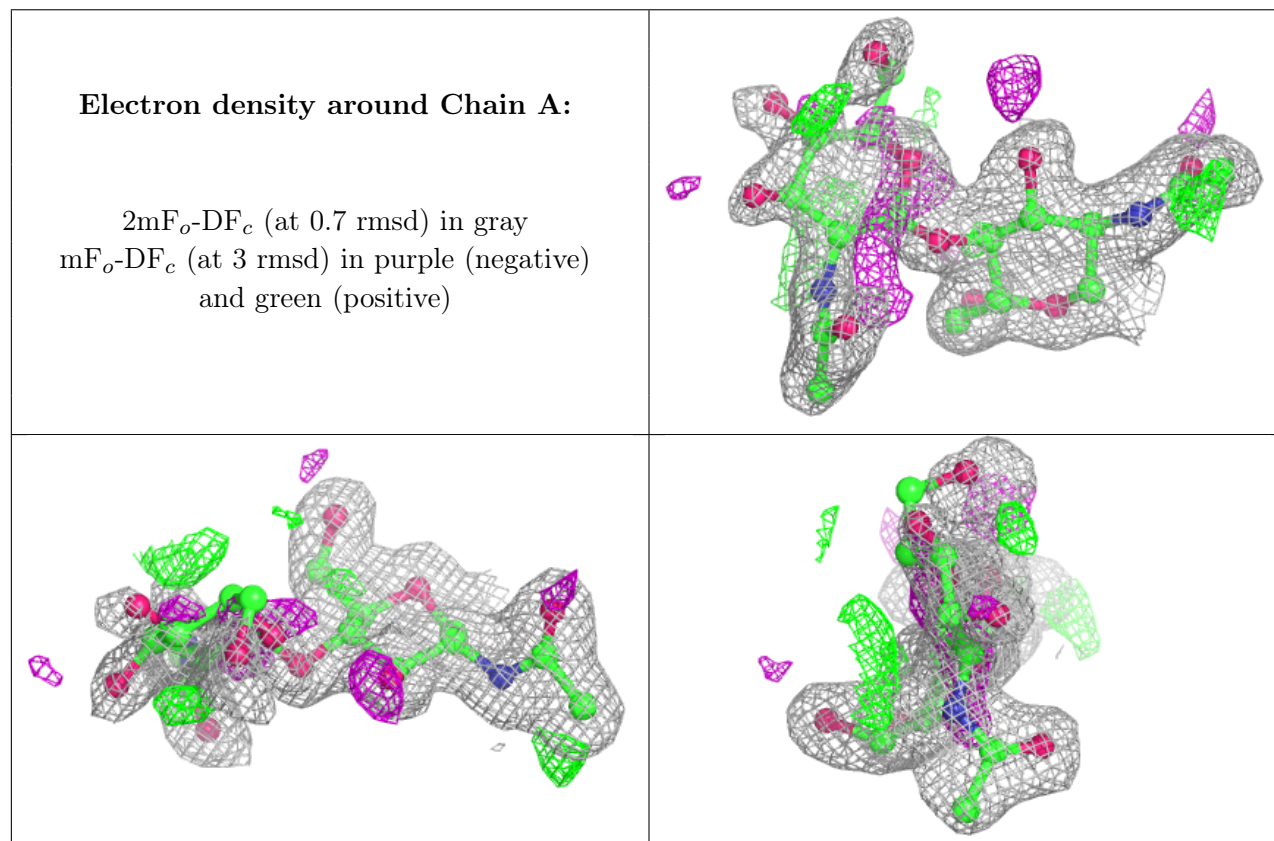 Electron density around Chain A:
2mFo-DFc (at 0.7 rmsd) in gray
mFo-DFc (at 3 rmsd) in purple (negative)
and green (positive)